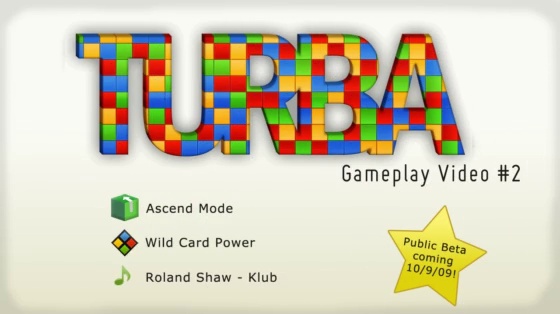 TURBA
Gameplay Video #2
Ascend Mode
Wild Card Power
Roland Shaw - Klub
Public Beta
coming
10/9/09!